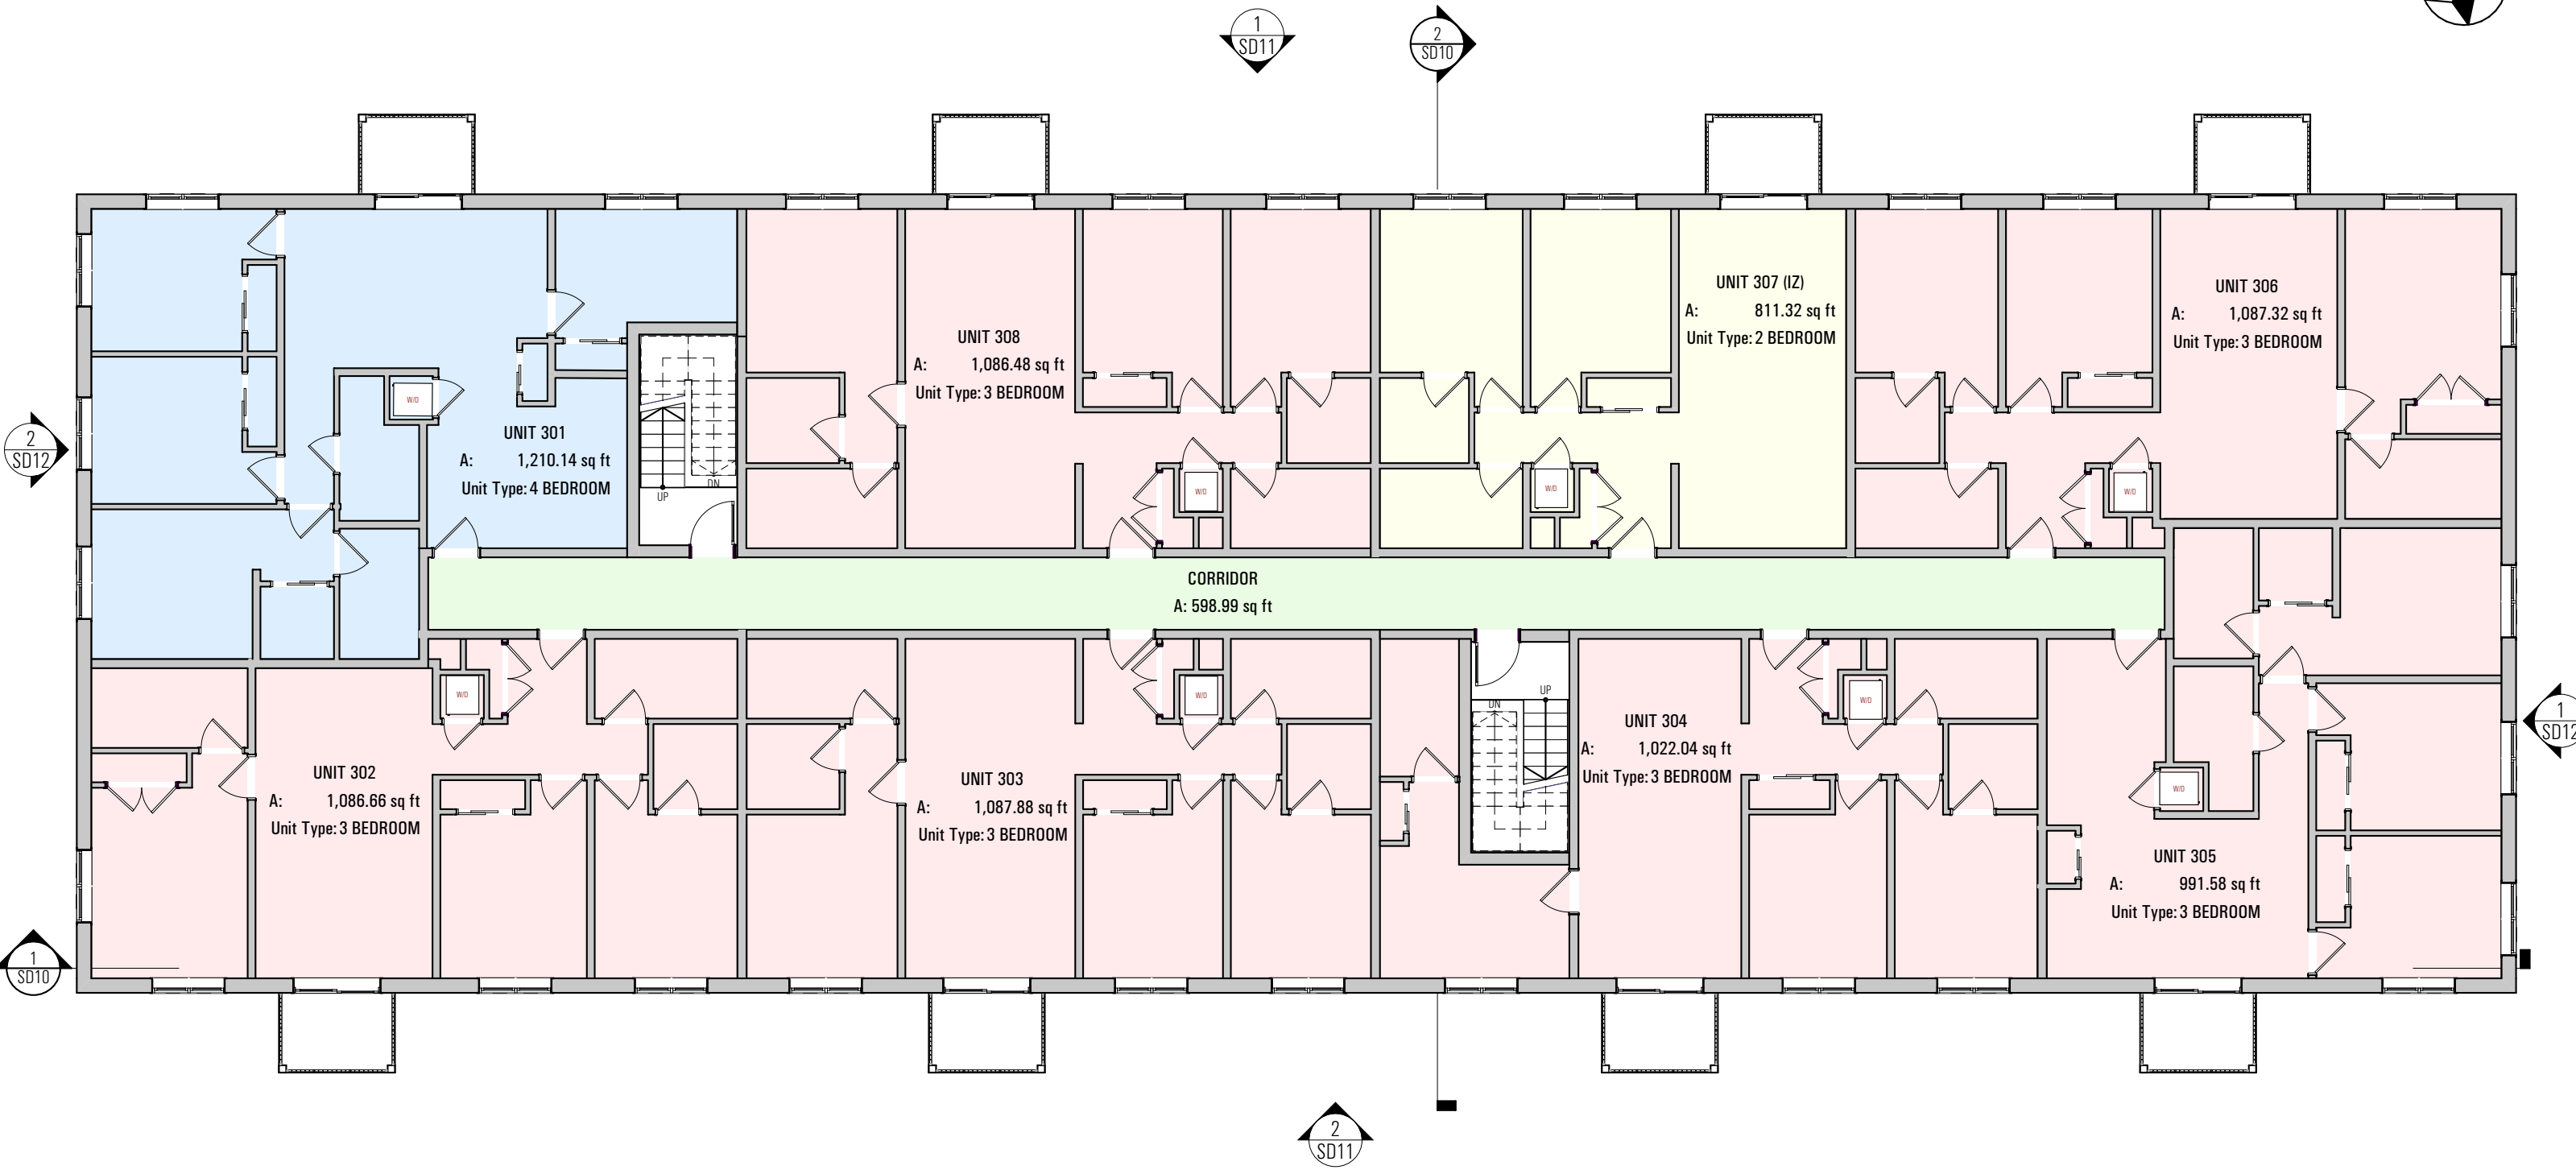 1
SD11
2
SD10
UNIT 307 (IZ)
A: 811.32 sq ft
Unit Type: 2 BEDROOM
UNIT 306
A: 1,087.32 sq ft
Unit Type: 3 BEDROOM
UNIT 308
A: 1,086.48 sq ft
Unit Type: 3 BEDROOM
W/D
UNIT 301
A: 1,210.14 sq ft
Unit Type: 4 BEDROOM
2
SD12
UP
DN
W/D
W/D
W/D
CORRIDOR
A: 598.99 sq ft
W/D
W/D
UP
DN
W/D
1
SD12
UNIT 304
A: 1,022.04 sq ft
Unit Type: 3 BEDROOM
UNIT 302
A: 1,086.66 sq ft
Unit Type: 3 BEDROOM
UNIT 303
A: 1,087.88 sq ft
Unit Type: 3 BEDROOM
W/D
UNIT 305
A: 991.58 sq ft
Unit Type: 3 BEDROOM
1
SD10
2
SD11